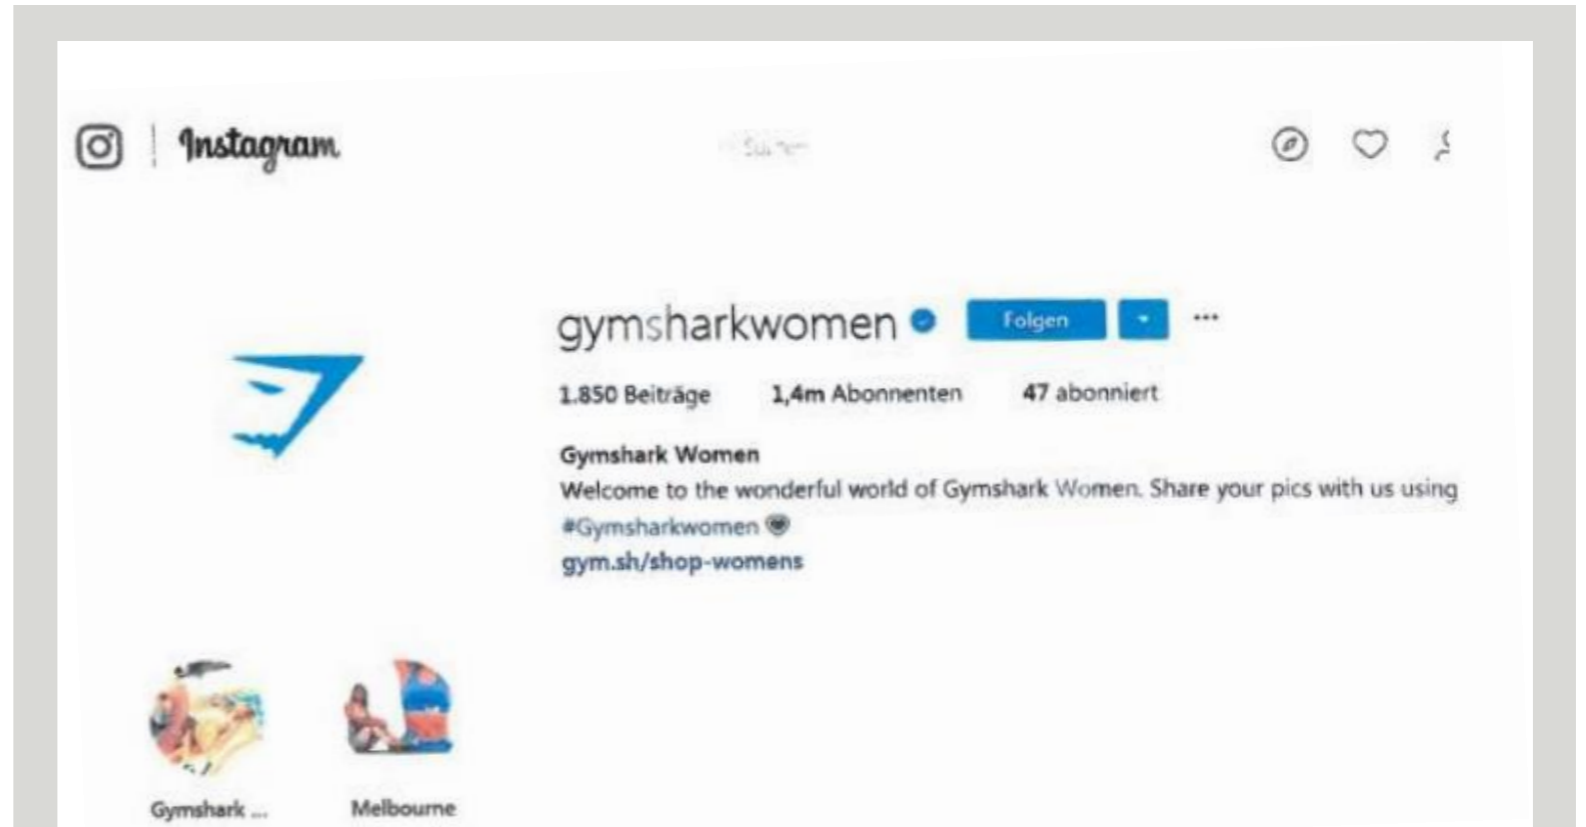 Instagram
gymsharkwomen Folgen ...
1.850 Beiträge 1,4m Abonnenten 47 abonniert
Gymshark Women
Welcome to the wonderful world of Gymshark Women. Share your pics with us using
#Gymsharkwomen
gym.sh/shop-womens
Gymshark ... Melbourne